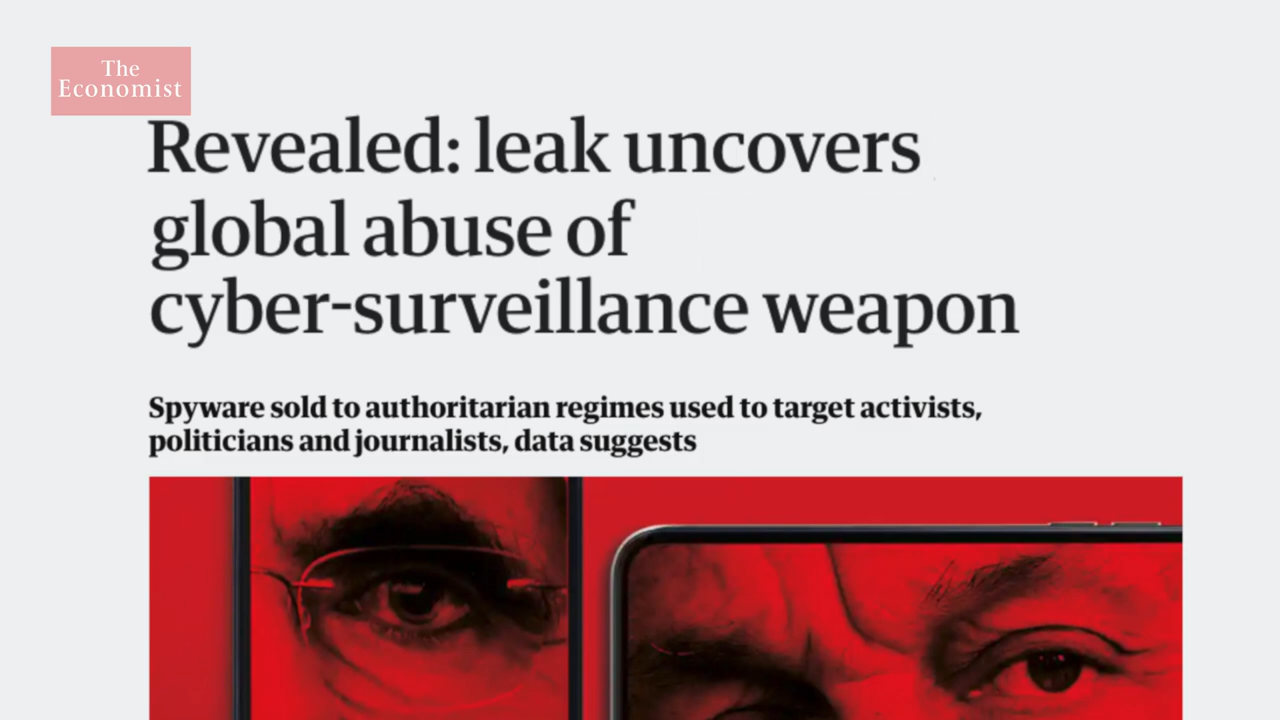 The
Economist
Revealed: leak uncovers
global abuse of
cyber-surveillance weapon
Spyware sold to authoritarian regimes used to target activists,
politicians and journalists, data suggests